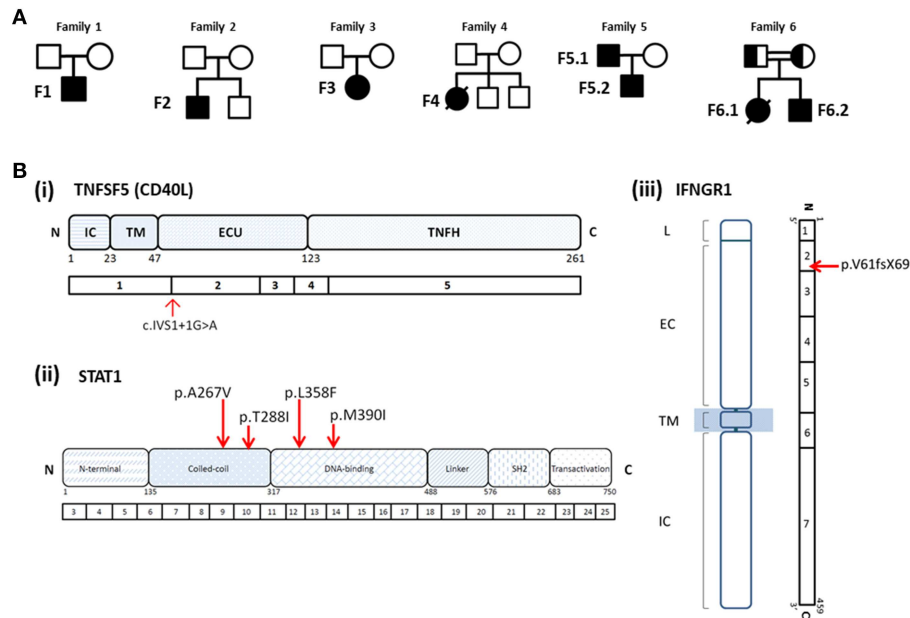 A
Family 1 Family 2 Family 3 Family 4 Family 5 Family 6
F1 F2 F3 F4 F5.1 F5.2 F6.1 F6.2
B
(i) TNFSF5 (CD40L)
N IC TM ECU TNFH C
1 23 47 123 261
1 2 3 4 5
c.IVS1+1G>A
(ii) STAT1
p.A267V p.L358F
p.T288I p.M390I
N N-terminal Coiled-coil DNA-binding Linker SH2 Transactivation C
1 135 317 488 576 683 750
3 4 5 6 7 8 9 10 11 12 13 14 15 16 17 18 19 20 21 22 23 24 25
(iii) IFNGR1
L
EC
TM
IC
N
5' 1
1
2
p.V61fsX69
3
4
5
6
7
3' 459
C